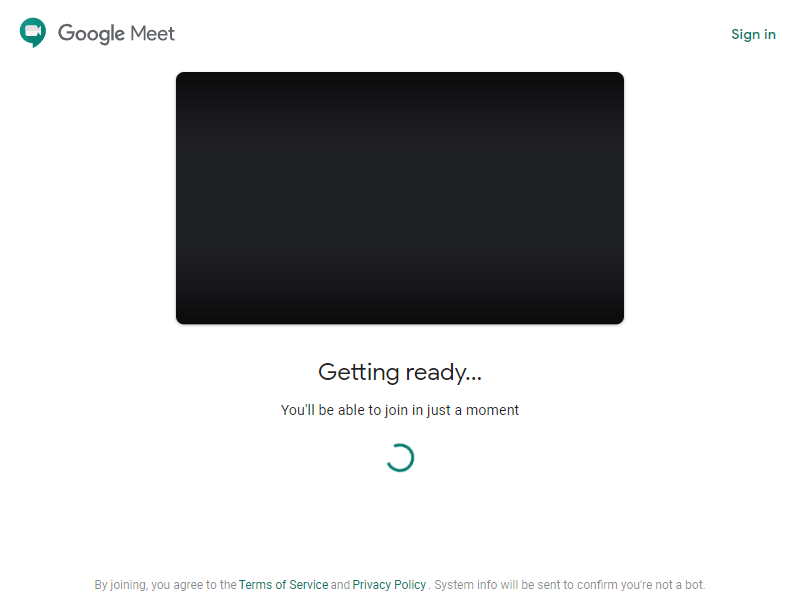 Google Meet
Sign in
Getting ready...
You'll be able to join in just a moment
By joining, you agree to the Terms of Service and Privacy Policy . System info will be sent to confirm you're not a bot.